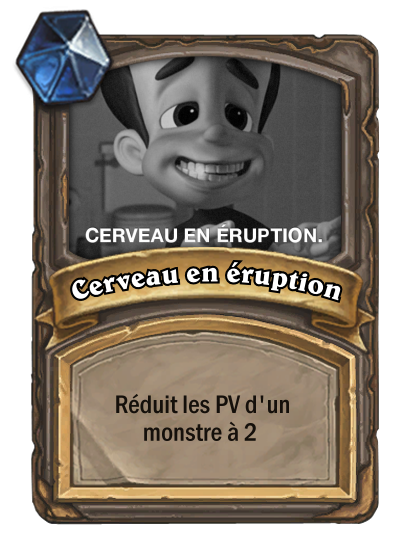 CERVEAU EN ÉRUPTION.
Cerveau en éruption
Réduit les PV d'un
monstre à 2